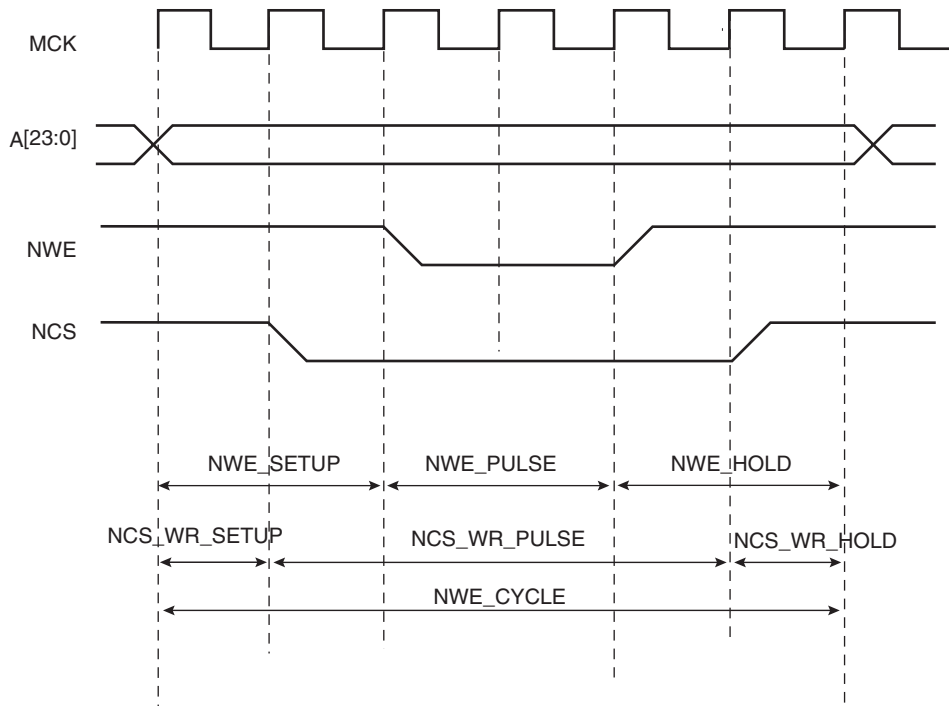 MCK
A[23:0]
NWE
NCS
NWE_SETUP NWE_PULSE NWE_HOLD
NCS_WR_SETUP NCS_WR_PULSE NCS_WR_HOLD
NWE_CYCLE